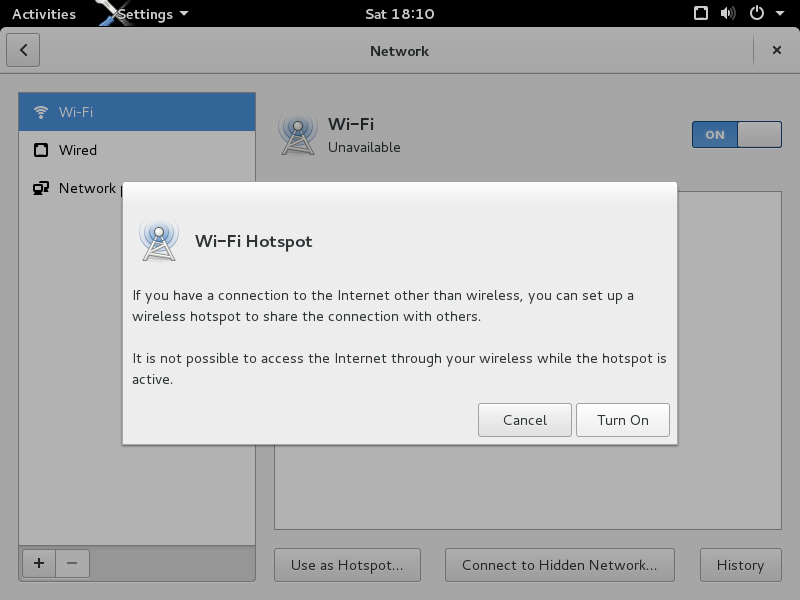 Activities
Settings
Sat 18:10
Network
Wi-Fi
Wired
Network
Wi-Fi
Unavailable
ON
Wi-Fi Hotspot
If you have a connection to the Internet other than wireless, you can set up a
wireless hotspot to share the connection with others.
It is not possible to access the Internet through your wireless while the hotspot is
active.
Cancel
Turn On
Use as Hotspot...
Connect to Hidden Network...
History